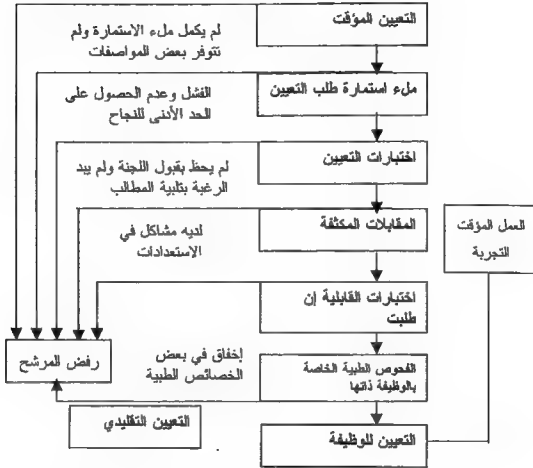 التعيين المؤقت
لم يكمل ملء الاستمارة ولم
تتوفر بعض المواصفات
ملء استمارة طلب التعيين
الفشل وعدم الحصول على
الحد الأدنى للنجاح
اختبارات التعيين
لم يحظ بقبول اللجنة ولم يبد
الرغبة بتلبية المطالب
المقابلات المكثفة
لديه مشاكل في
الاستعدادات
العمل المؤقت
التجربة
اختبارات القابلية إن
طلبت
رفض المرشح
إخفاق في بعض
الخصائص الطبية
الفحوص الطبية الخاصة
بالوظيفة ذاتها
التعيين التقليدي
التعيين للوظيفة